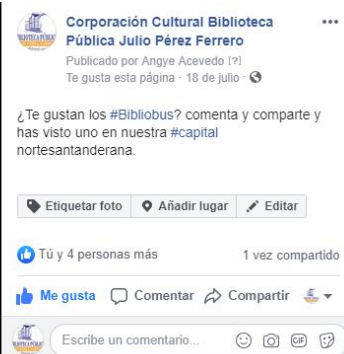 Corporación Cultural Biblioteca
Pública Julio Pérez Ferrero
Publicado por Angye Acevedo [?]
Te gusta esta página · 18 de julio ·
¿Te gustan los #Bibliobus? comenta y comparte y
has visto uno en nuestra #capital
nortesantanderana.
Etiquetar foto Añadir lugar Editar
Tú y 4 personas más 1 vez compartido
Me gusta Comentar Compartir
Escribe un comentario... GIF